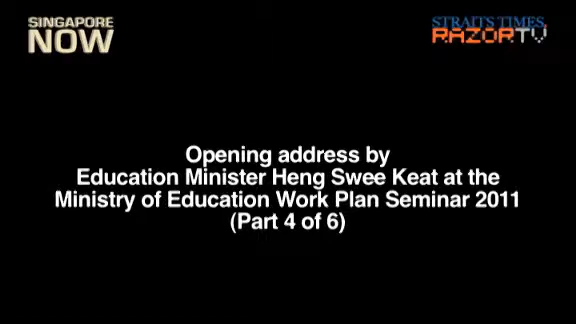 SINGAPORE
NOW
STRAITS TIMES
RAZORTV
Opening address by
Education Minister Heng Swee Keat at the
Ministry of Education Work Plan Seminar 2011
(Part 4 of 6)